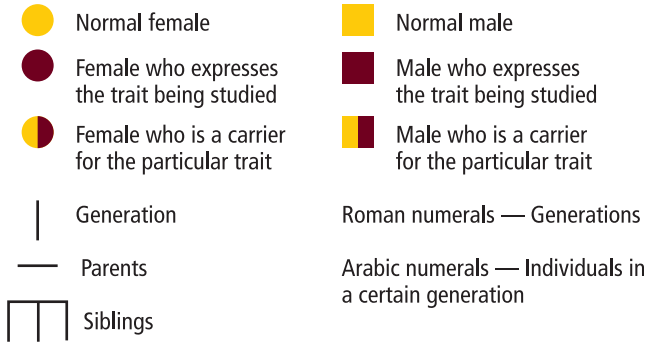 Normal female
Normal male
Female who expresses
the trait being studied
Male who expresses
the trait being studied
Female who is a carrier
for the particular trait
Male who is a carrier
for the particular trait
Generation
Roman numerals — Generations
Parents
Arabic numerals — Individuals in
a certain generation
Siblings